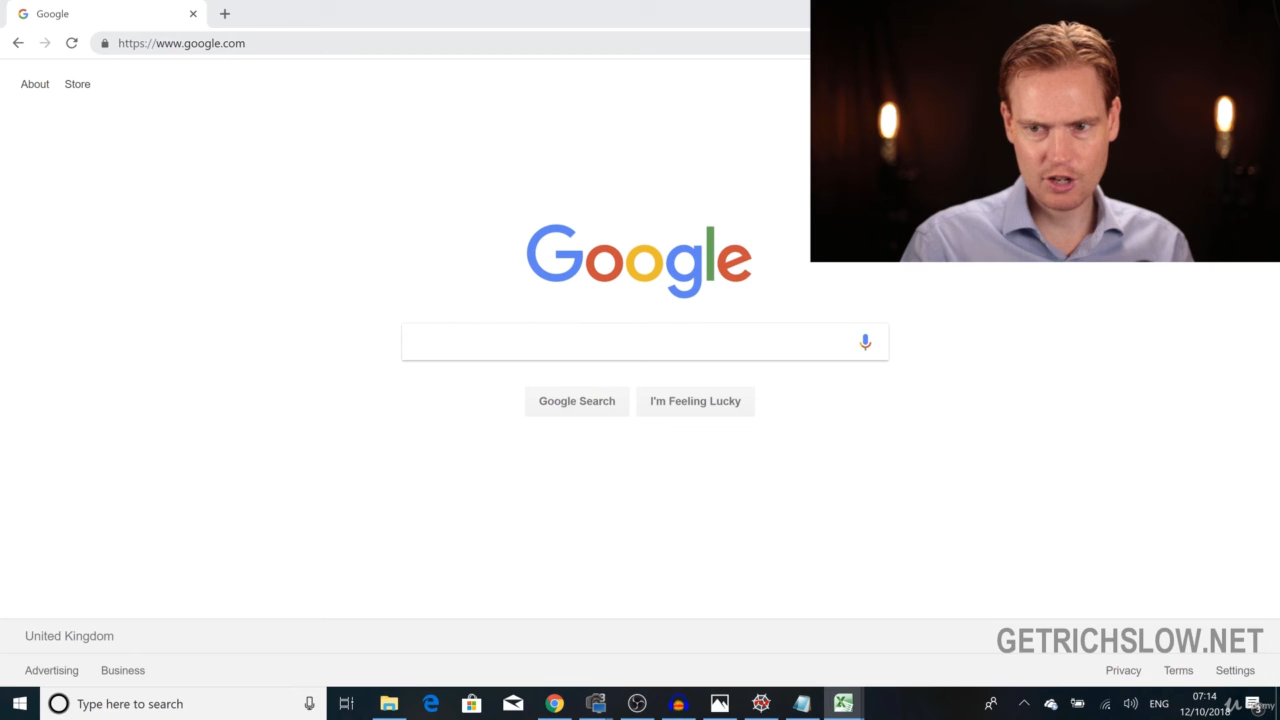 Google
https://www.google.com
About Store
Google
Google Search I'm Feeling Lucky
United Kingdom
GETRICHSLOW.NET
Advertising Business
Privacy Terms Settings
Type here to search
ENG
07:14
12/10/2018
3